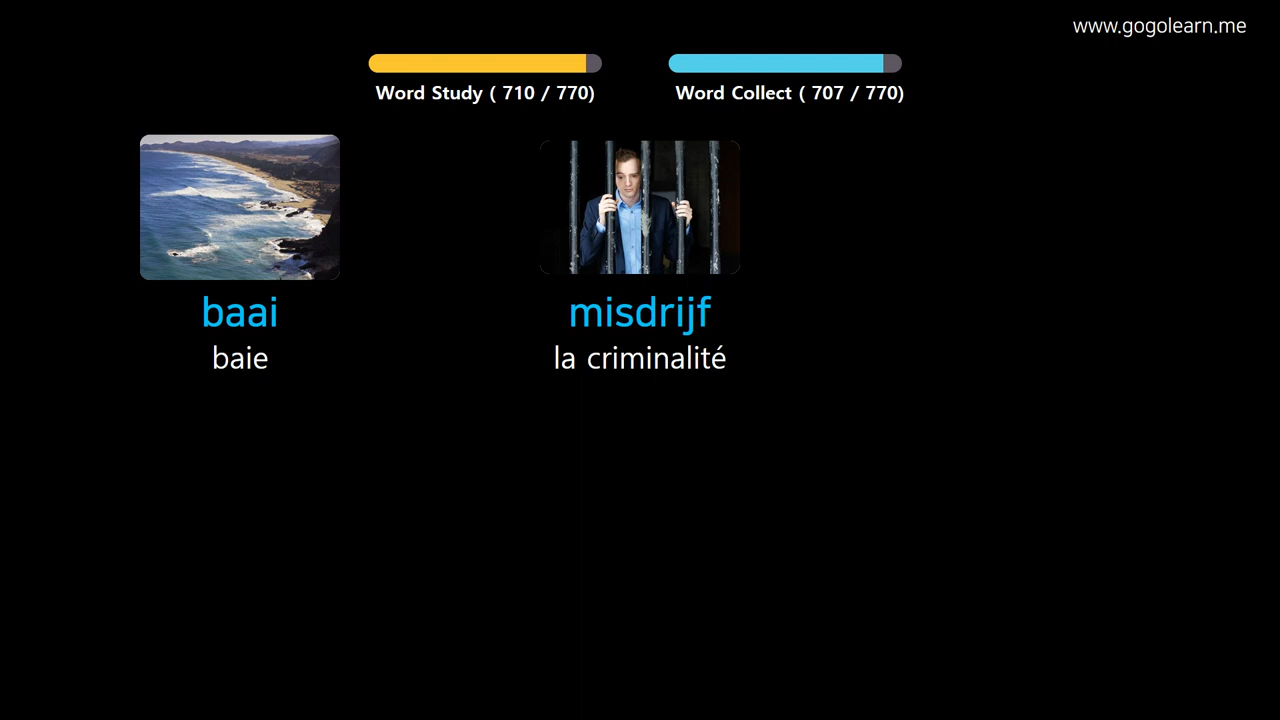 www.gogolearn.me
Word Study ( 710 / 770)
Word Collect ( 707 / 770)
baai
misdrijf
baie
la criminalité